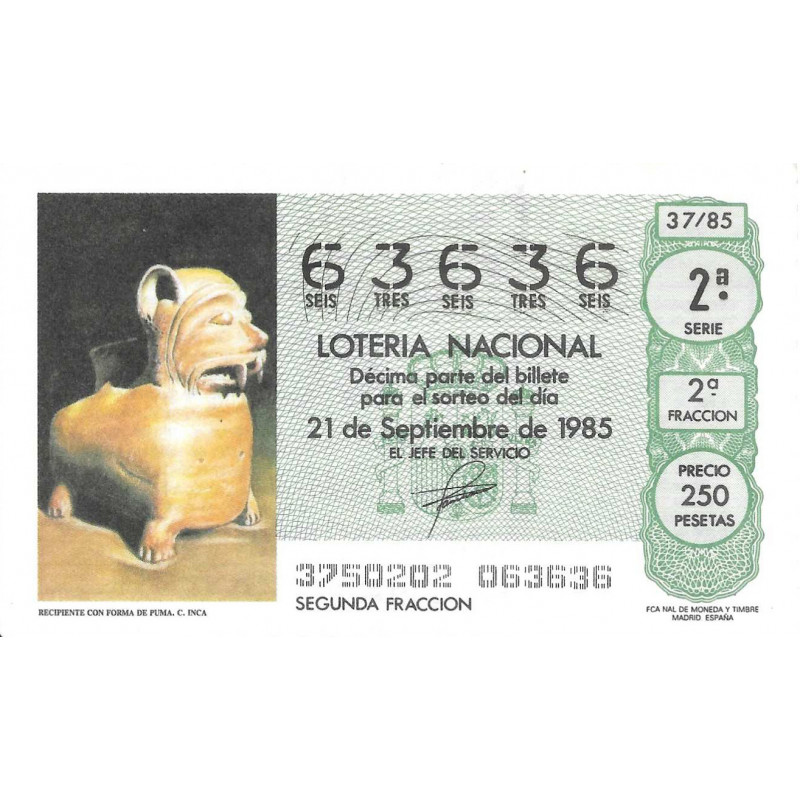 6 3 6 3 6
SEIS TRES SEIS TRES SEIS
LOTERIA NACIONAL
Décima parte del billete
para el sorteo del día
21 de Septiembre de 1985
EL JEFE DEL SERVICIO
3750202 063636
SEGUNDA FRACCION
RECIPIENTE CON FORMA DE PUMA. C. INCA
37/85
2ª
SERIE
2ª
FRACCION
PRECIO
250
PESETAS
FCA NAL DE MONEDA Y TIMBRE
MADRID ESPAÑA